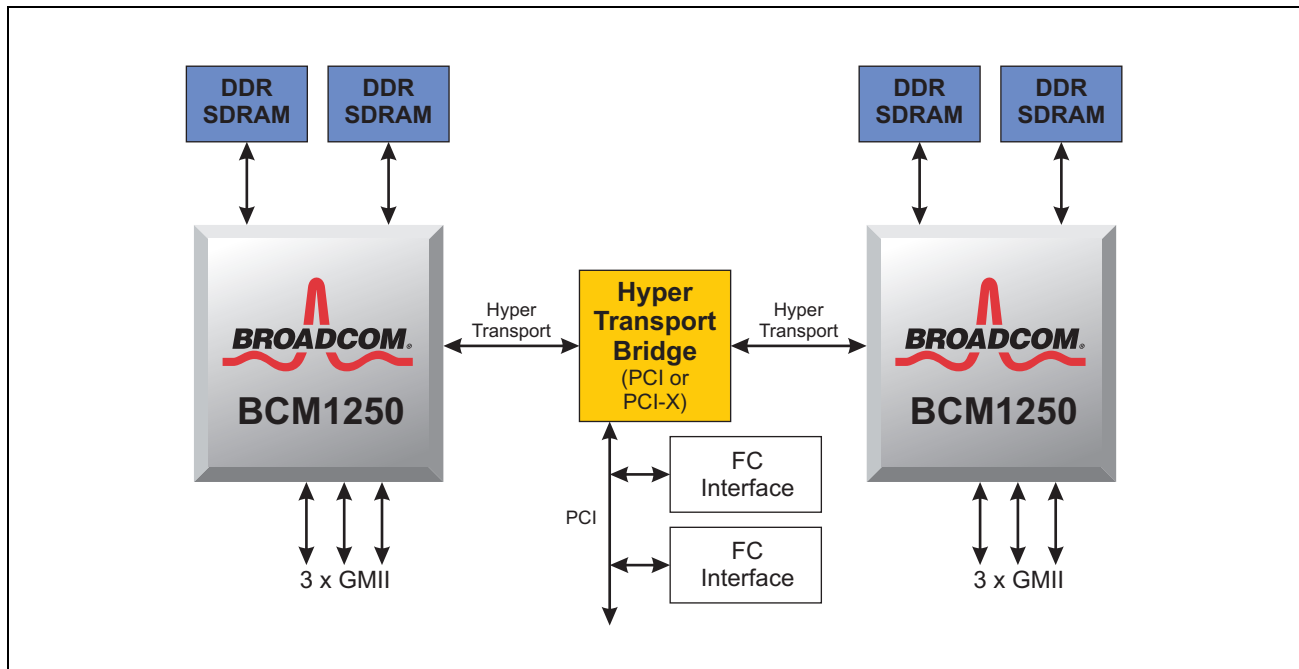 DDR
SDRAM
DDR
SDRAM
DDR
SDRAM
DDR
SDRAM
BROADCOM®
BCM1250
Hyper
Transport
Hyper
Transport
Bridge
(PCI or
PCI-X)
Hyper
Transport
BROADCOM®
BCM1250
FC
Interface
PCI
FC
Interface
3 x GMII
3 x GMII